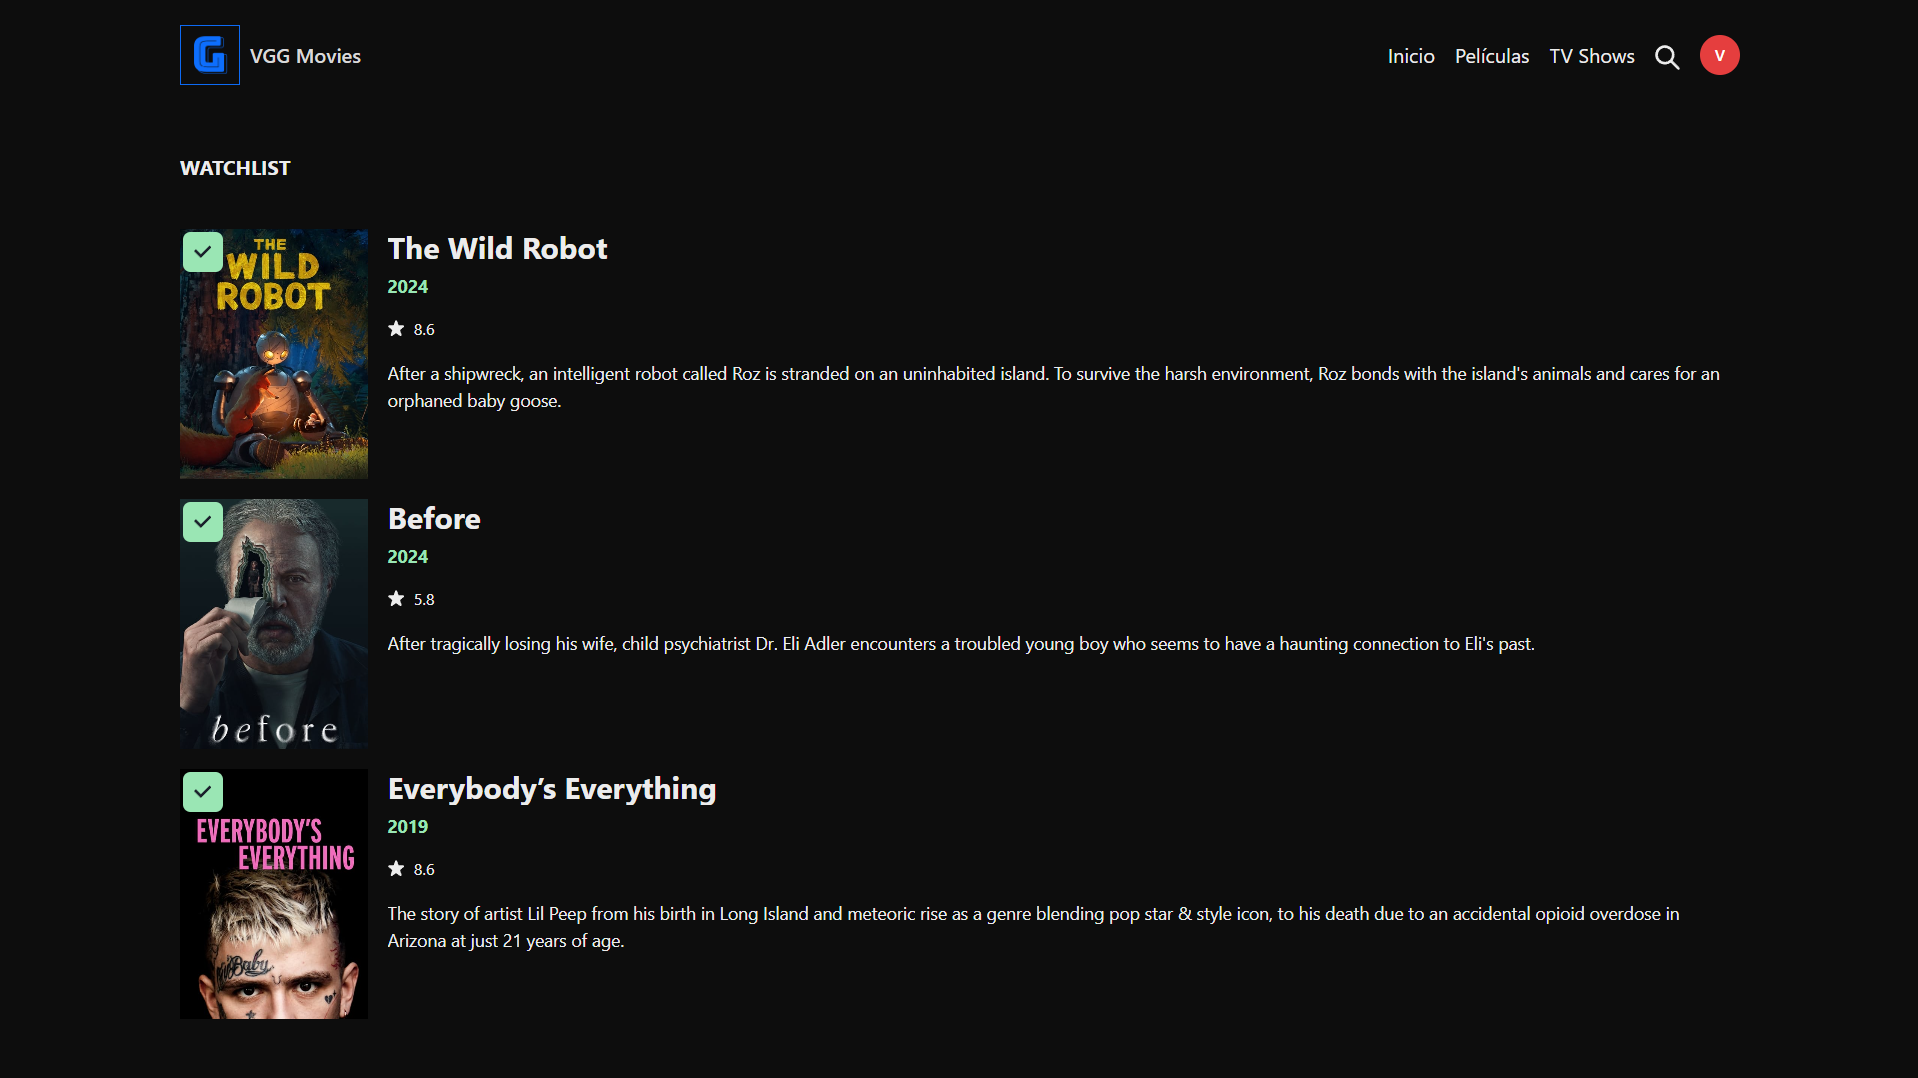 G
VGG Movies
Inicio
Películas
TV Shows
V
WATCHLIST
THE
WILD
ROBOT
The Wild Robot
2024
8.6
After a shipwreck, an intelligent robot called Roz is stranded on an uninhabited island. To survive the harsh environment, Roz bonds with the island's animals and cares for an
orphaned baby goose.
before
Before
2024
5.8
After tragically losing his wife, child psychiatrist Dr. Eli Adler encounters a troubled young boy who seems to have a haunting connection to Eli's past.
EVERYBODY'S
EVERYTHING
Baby
Everybody’s Everything
2019
8.6
The story of artist Lil Peep from his birth in Long Island and meteoric rise as a genre blending pop star & style icon, to his death due to an accidental opioid overdose in
Arizona at just 21 years of age.